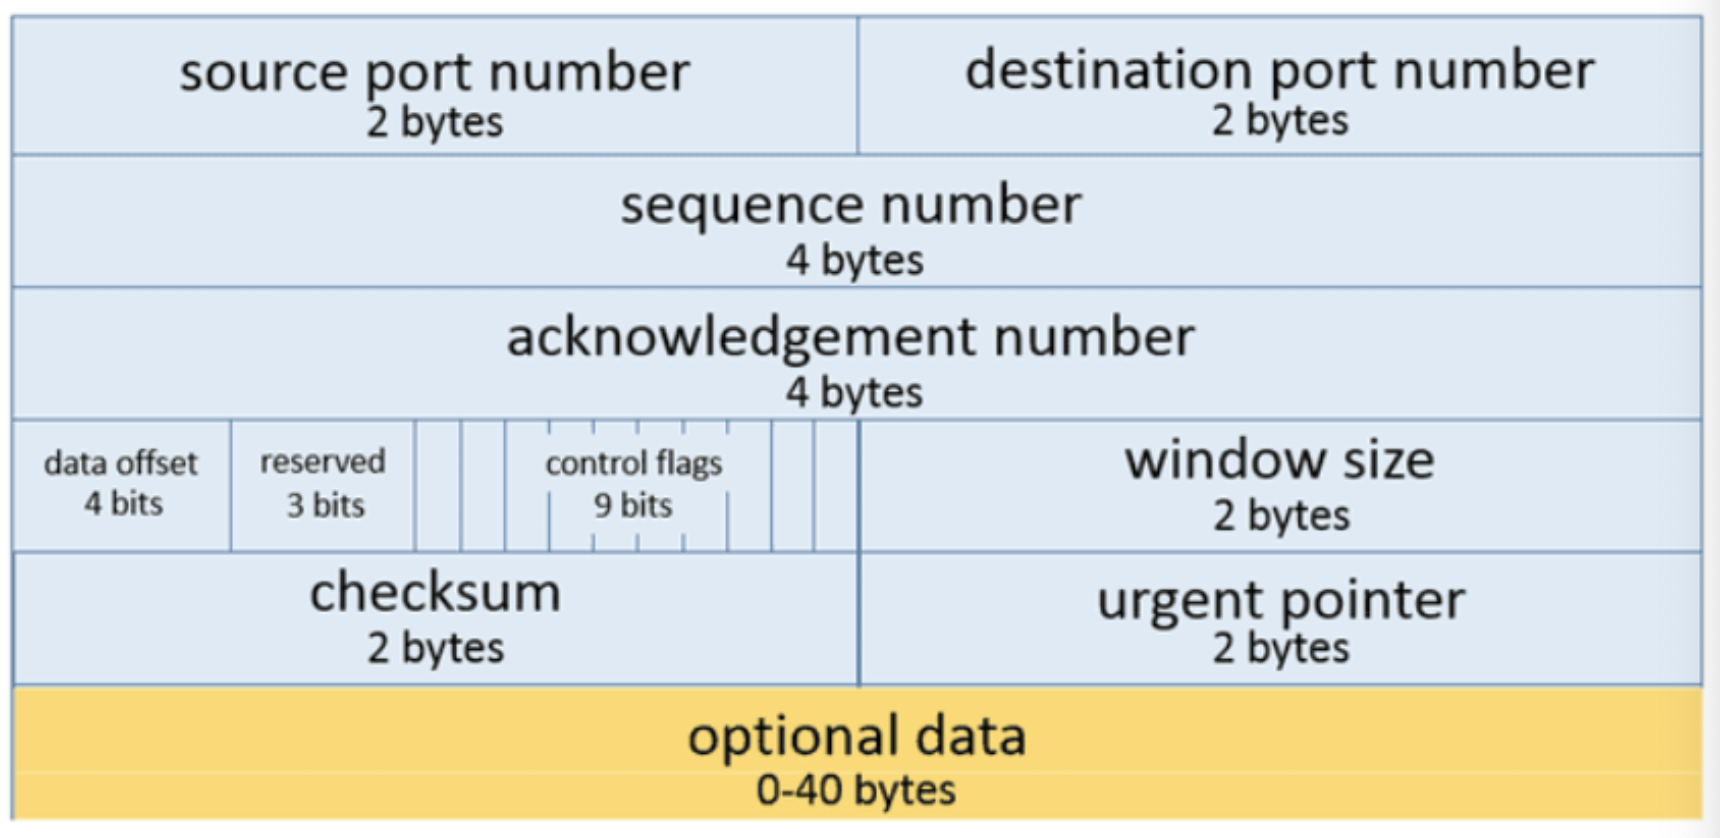 source port number
2 bytes
destination port number
2 bytes
sequence number
4 bytes
acknowledgement number
4 bytes
data offset
4 bits
reserved
3 bits
control flags
9 bits
window size
2 bytes
checksum
2 bytes
urgent pointer
2 bytes
optional data
0-40 bytes